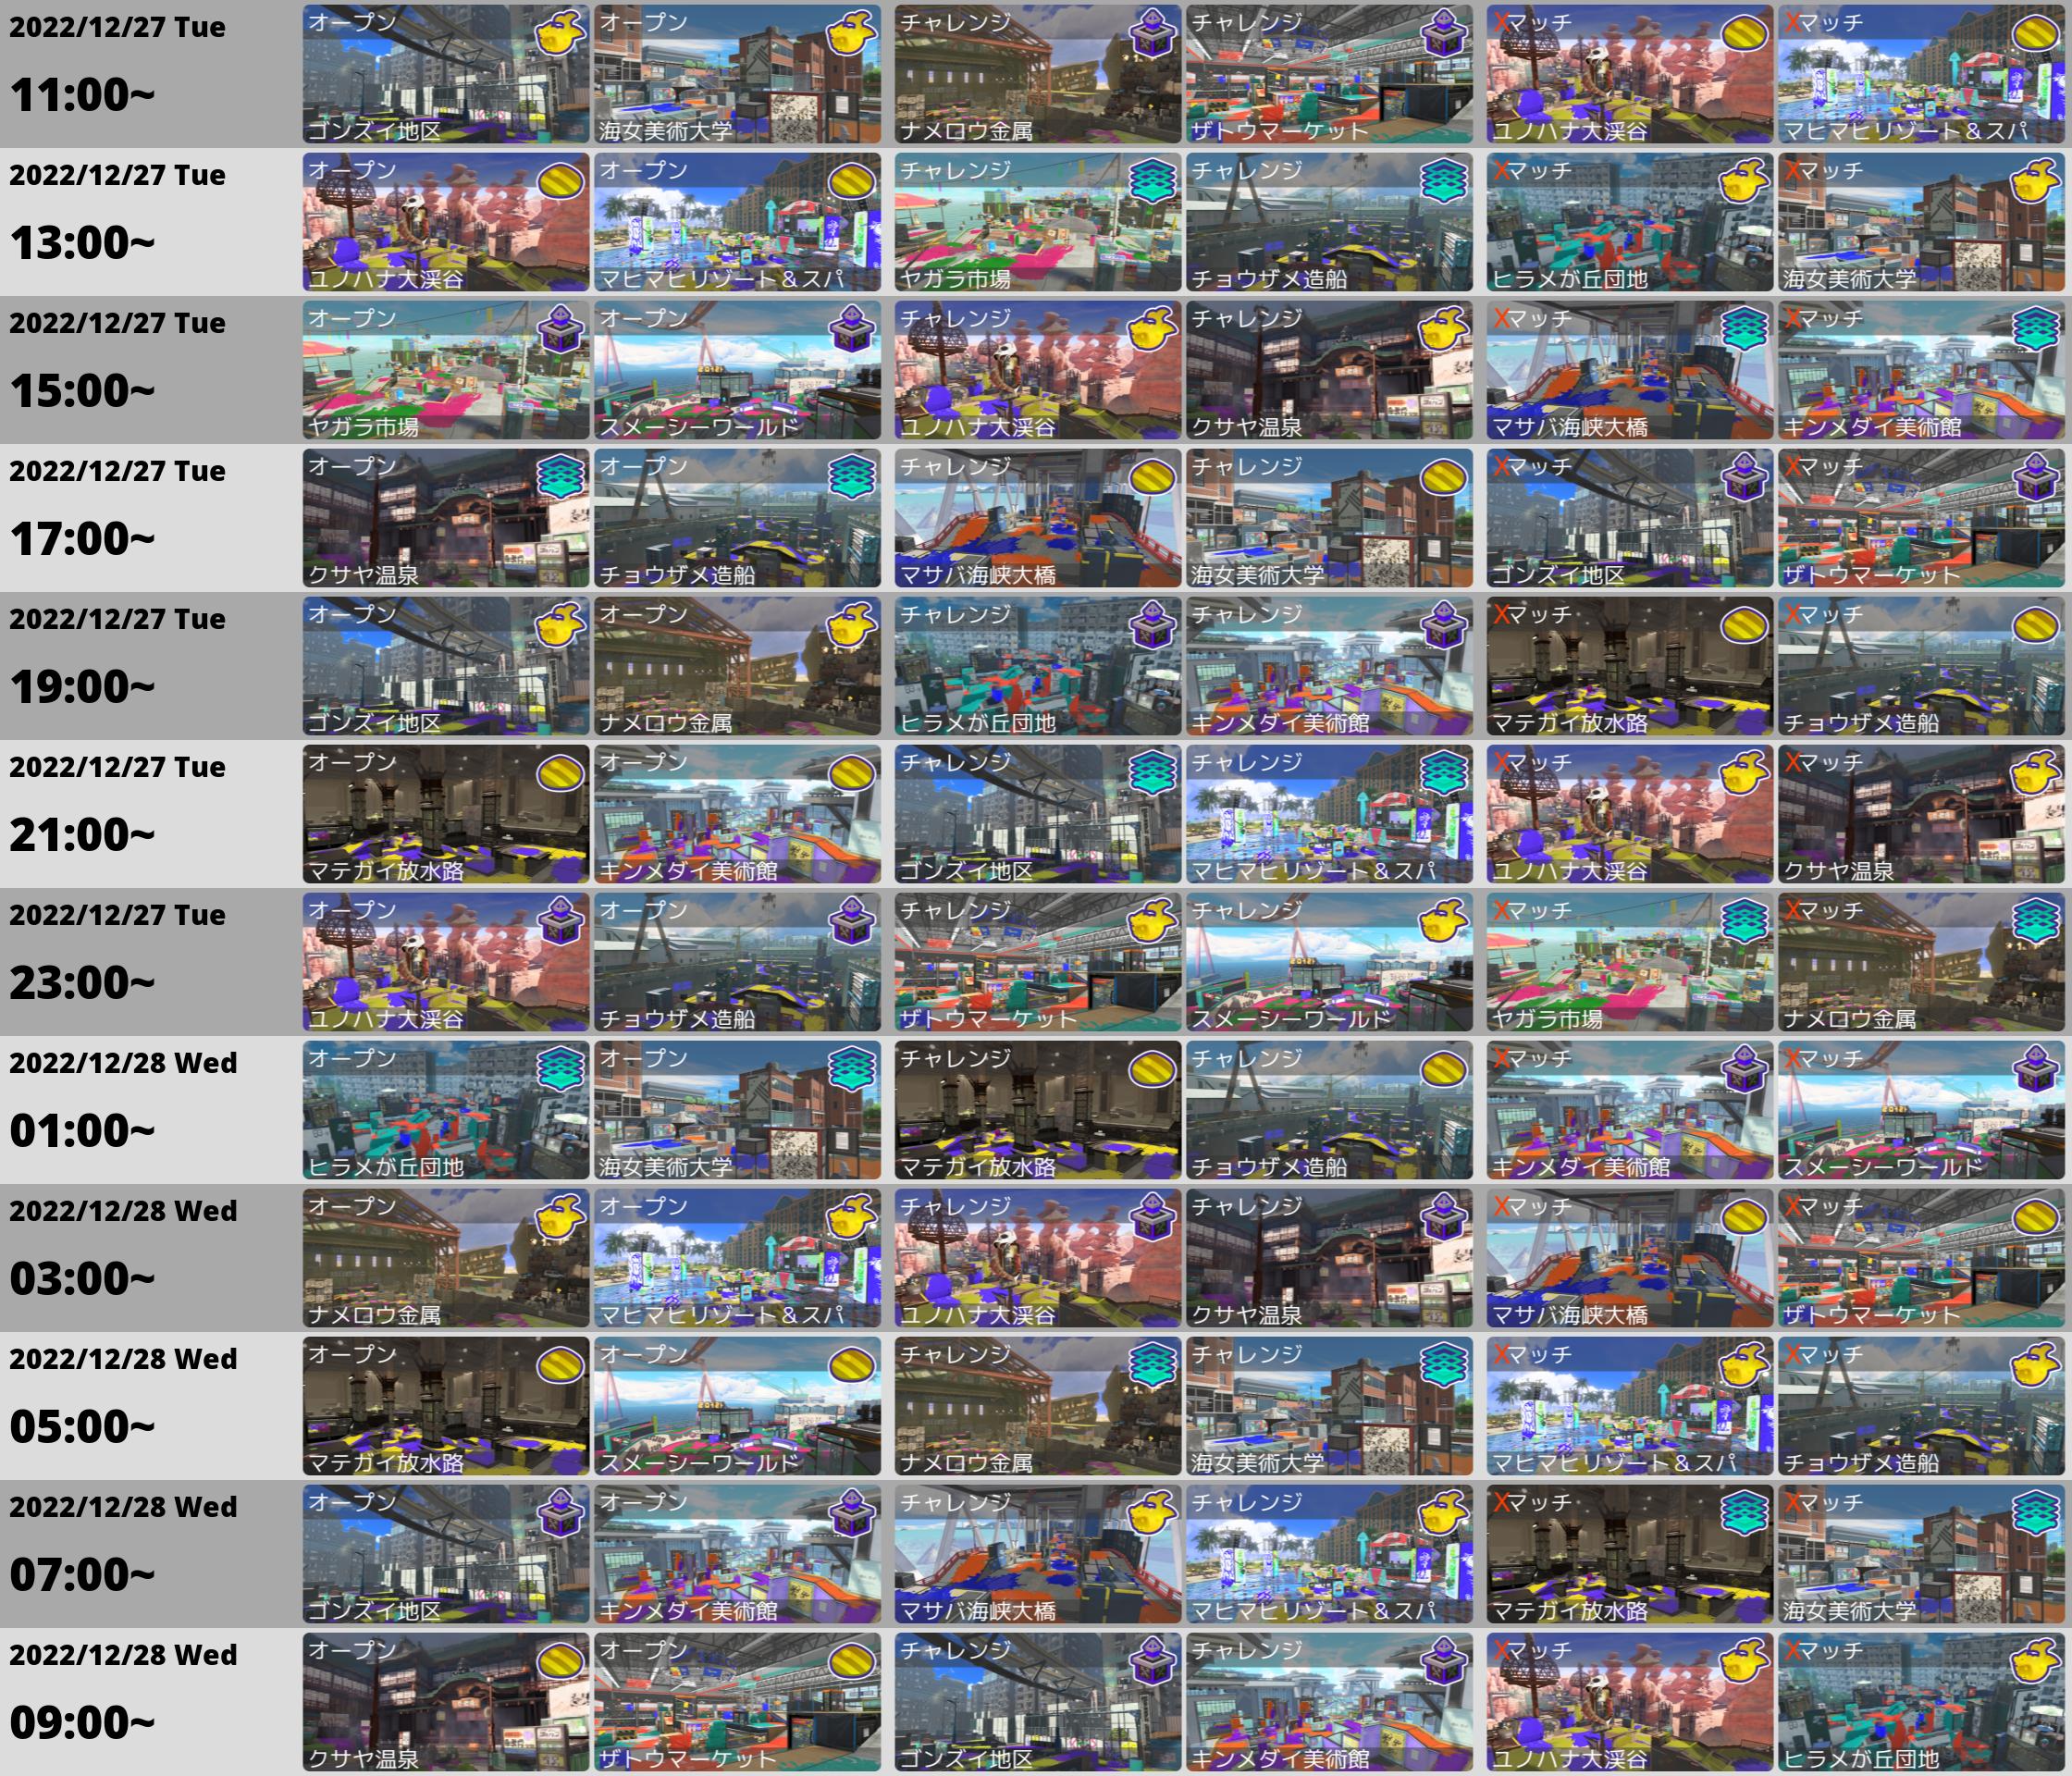 2022/12/27 Tue
11:00~
オープン オープン チャレンジ チャレンジ Xマッチ Xマッチ
ゴンズイ地区 海女美術大学 ナメロウ金属 ザトウマーケット ユノハナ大渓谷 マヒマヒリゾート＆スパ
2022/12/27 Tue
13:00~
オープン オープン チャレンジ チャレンジ Xマッチ Xマッチ
ユノハナ大渓谷 マヒマヒリゾート＆スパ ヤガラ市場 チョウザメ造船 ヒラメが丘団地 海女美術大学
2022/12/27 Tue
15:00~
オープン オープン チャレンジ チャレンジ Xマッチ Xマッチ
ヤガラ市場 スメーシーワールド ユノハナ大渓谷 クサヤ温泉 マサバ海峡大橋 キンメダイ美術館
2022/12/27 Tue
17:00~
オープン オープン チャレンジ チャレンジ Xマッチ Xマッチ
クサヤ温泉 チョウザメ造船 マサバ海峡大橋 海女美術大学 ゴンズイ地区 ザトウマーケット
2022/12/27 Tue
19:00~
オープン オープン チャレンジ チャレンジ Xマッチ Xマッチ
ゴンズイ地区 ナメロウ金属 ヒラメが丘団地 キンメダイ美術館 マテガイ放水路 チョウザメ造船
2022/12/27 Tue
21:00~
オープン オープン チャレンジ チャレンジ Xマッチ Xマッチ
マテガイ放水路 キンメダイ美術館 ゴンズイ地区 マヒマヒリゾート＆スパ ユノハナ大渓谷 クサヤ温泉
2022/12/27 Tue
23:00~
オープン オープン チャレンジ チャレンジ Xマッチ Xマッチ
ユノハナ大渓谷 チョウザメ造船 ザトウマーケット スメーシーワールド ヤガラ市場 ナメロウ金属
2022/12/28 Wed
01:00~
オープン オープン チャレンジ チャレンジ Xマッチ Xマッチ
ヒラメが丘団地 海女美術大学 マテガイ放水路 チョウザメ造船 キンメダイ美術館 スメーシーワールド
2022/12/28 Wed
03:00~
オープン オープン チャレンジ チャレンジ Xマッチ Xマッチ
ナメロウ金属 マヒマヒリゾート＆スパ ユノハナ大渓谷 クサヤ温泉 マサバ海峡大橋 ザトウマーケット
2022/12/28 Wed
05:00~
オープン オープン チャレンジ チャレンジ Xマッチ Xマッチ
マテガイ放水路 スメーシーワールド ナメロウ金属 海女美術大学 マヒマヒリゾート＆スパ チョウザメ造船
2022/12/28 Wed
07:00~
オープン オープン チャレンジ チャレンジ Xマッチ Xマッチ
ゴンズイ地区 キンメダイ美術館 マサバ海峡大橋 マヒマヒリゾート＆スパ マテガイ放水路 海女美術大学
2022/12/28 Wed
09:00~
オープン オープン チャレンジ チャレンジ Xマッチ Xマッチ
クサヤ温泉 ザトウマーケット ゴンズイ地区 キンメダイ美術館 ユノハナ大渓谷 ヒラメが丘団地